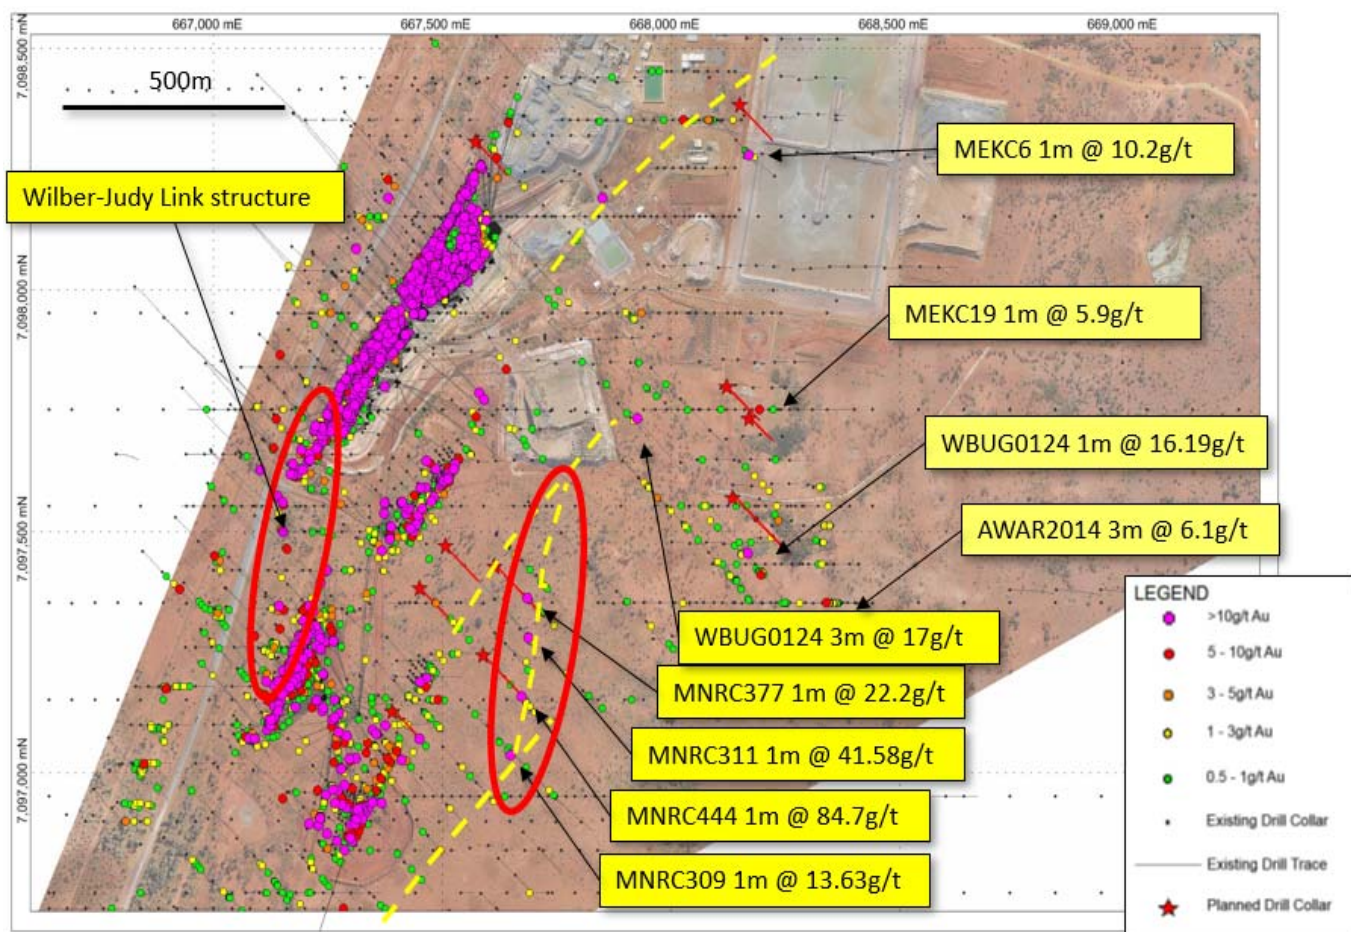 667,000 mE 667,500 mE 668,000 mE 668,500 mE 669,000 mE
7,098,500 mN
500m
MEKC6 1m @ 10.2g/t
Wilber-Judy Link structure
7,098,000 mN
MEKC19 1m @ 5.9g/t
WBUG0124 1m @ 16.19g/t
7,097,500 mN
AWAR2014 3m @ 6.1g/t
WBUG0124 3m @ 17g/t
MNRC377 1m @ 22.2g/t
MNRC311 1m @ 41.58g/t
7,097,000 mN
MNRC444 1m @ 84.7g/t
MNRC309 1m @ 13.63g/t
LEGEND
>10g/t Au
5 - 10g/t Au
3 - 5g/t Au
1 - 3g/t Au
0.5 - 1g/t Au
Existing Drill Collar
Existing Drill Trace
Planned Drill Collar